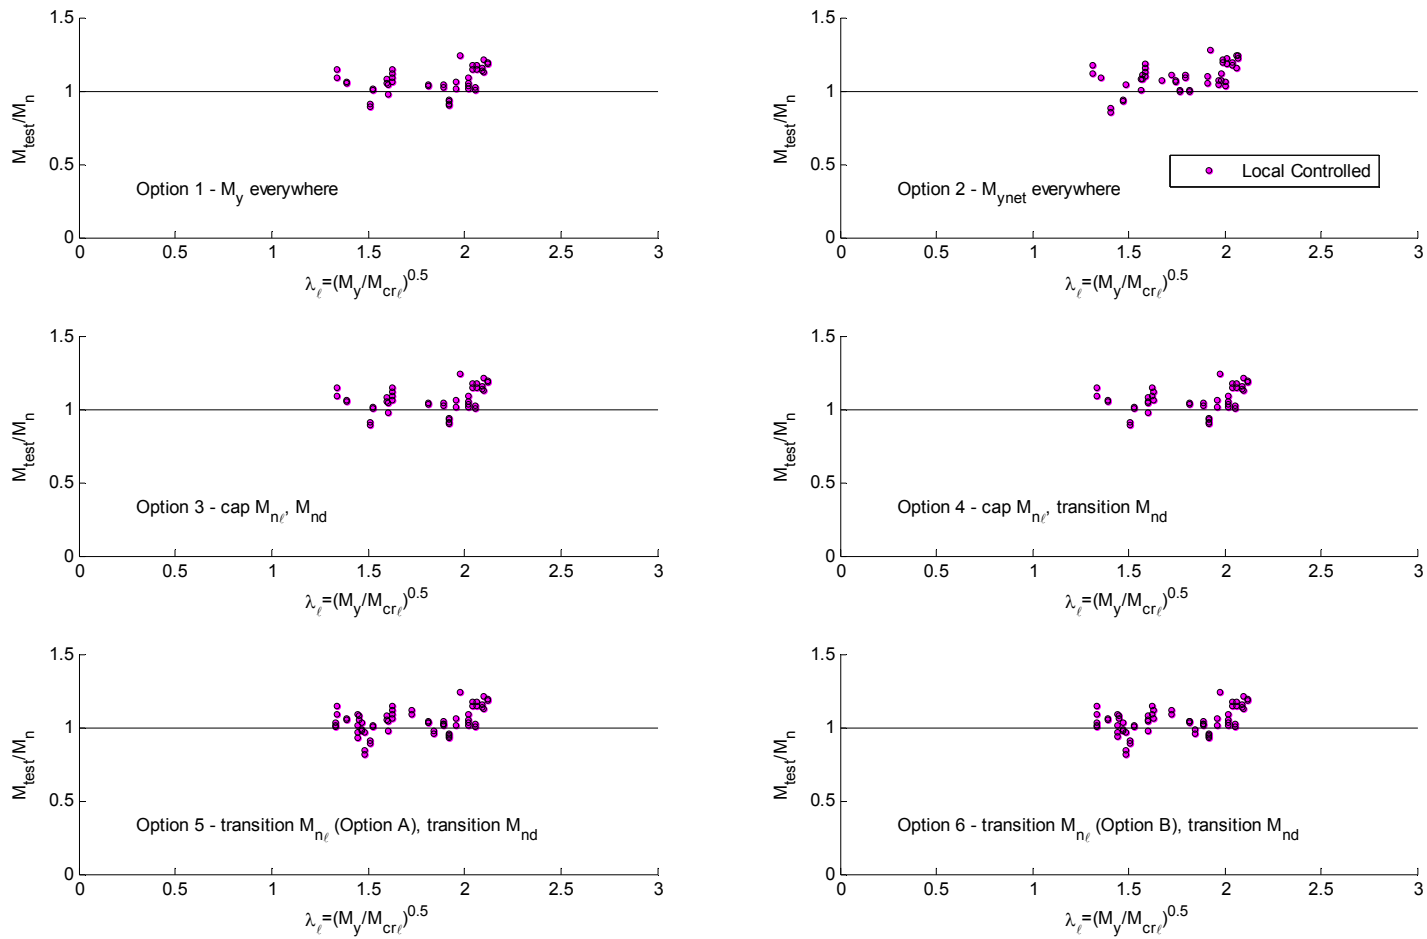 1.5
1
0.5
0
0 0.5 1 1.5 2 2.5 3
M_test/M_n
λ_ℓ=(M_y/M_crℓ)^0.5
Option 1 - M_y everywhere
1.5
1
0.5
0
0 0.5 1 1.5 2 2.5 3
M_test/M_n
λ_ℓ=(M_y/M_crℓ)^0.5
Option 2 - M_ynet everywhere
Local Controlled
1.5
1
0.5
0
0 0.5 1 1.5 2 2.5 3
M_test/M_n
λ_ℓ=(M_y/M_crℓ)^0.5
Option 3 - cap M_nℓ, M_nd
1.5
1
0.5
0
0 0.5 1 1.5 2 2.5 3
M_test/M_n
λ_ℓ=(M_y/M_crℓ)^0.5
Option 4 - cap M_nℓ, transition M_nd
1.5
1
0.5
0
0 0.5 1 1.5 2 2.5 3
M_test/M_n
λ_ℓ=(M_y/M_crℓ)^0.5
Option 5 - transition M_nℓ (Option A), transition M_nd
1.5
1
0.5
0
0 0.5 1 1.5 2 2.5 3
M_test/M_n
λ_ℓ=(M_y/M_crℓ)^0.5
Option 6 - transition M_nℓ (Option B), transition M_nd